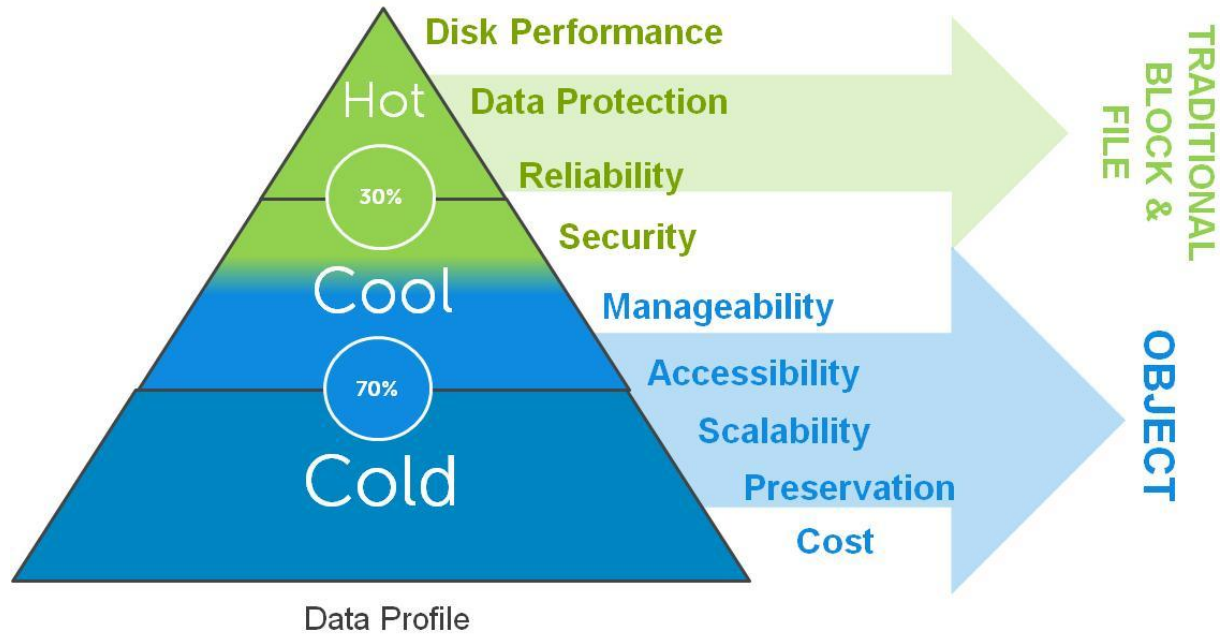 Disk Performance
Hot
Data Protection
30%
Reliability
Security
Cool
Manageability
70%
Accessibility
Scalability
Cold
Preservation
Cost
Data Profile
TRADITIONAL
BLOCK &
FILE
OBJECT